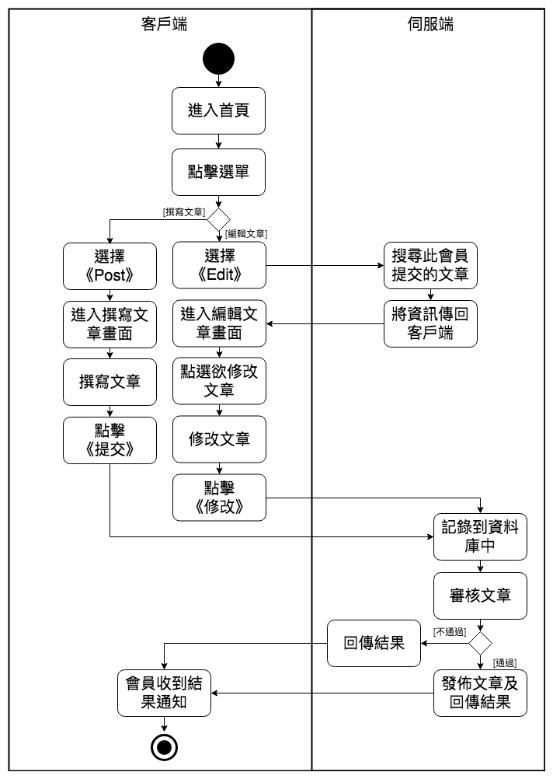 客戶端
伺服端
進入首頁
點擊選單
[撰寫文章]
[編輯文章]
選擇
《Post》
選擇
《Edit》
搜尋此會員
提交的文章
進入撰寫文
章畫面
進入編輯文
章畫面
將資訊傳回
客戶端
撰寫文章
點選欲修改
文章
點擊
《提交》
修改文章
點擊
《修改》
記錄到資料
庫中
審核文章
[不通過]
回傳結果
[通過]
會員收到結
果通知
發佈文章及
回傳結果